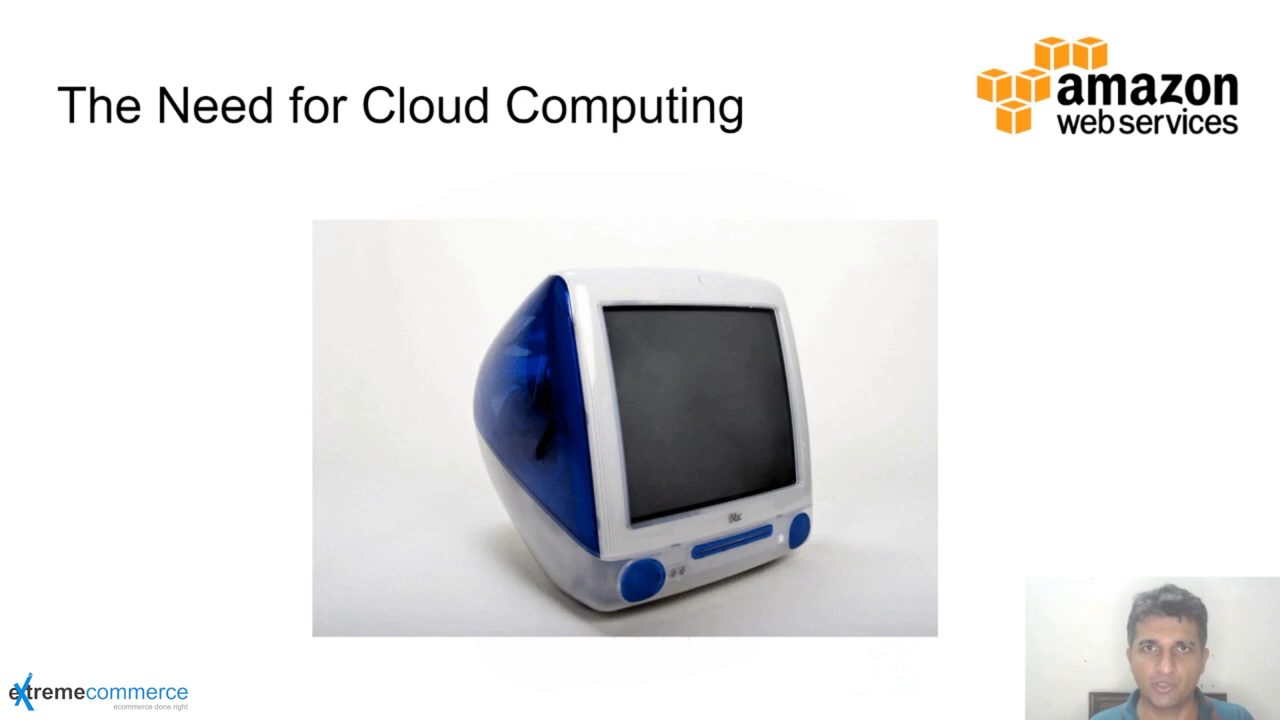 The Need for Cloud Computing
amazon
web services
iMac
extremecommerce
ecommerce done right